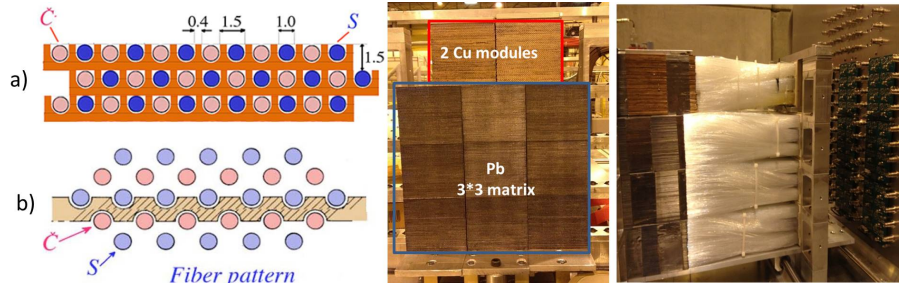 a)
Č
0.4
1.5
1.0
S
1.5
b)
Č
S
Fiber pattern
2 Cu modules
Pb
3*3 matrix